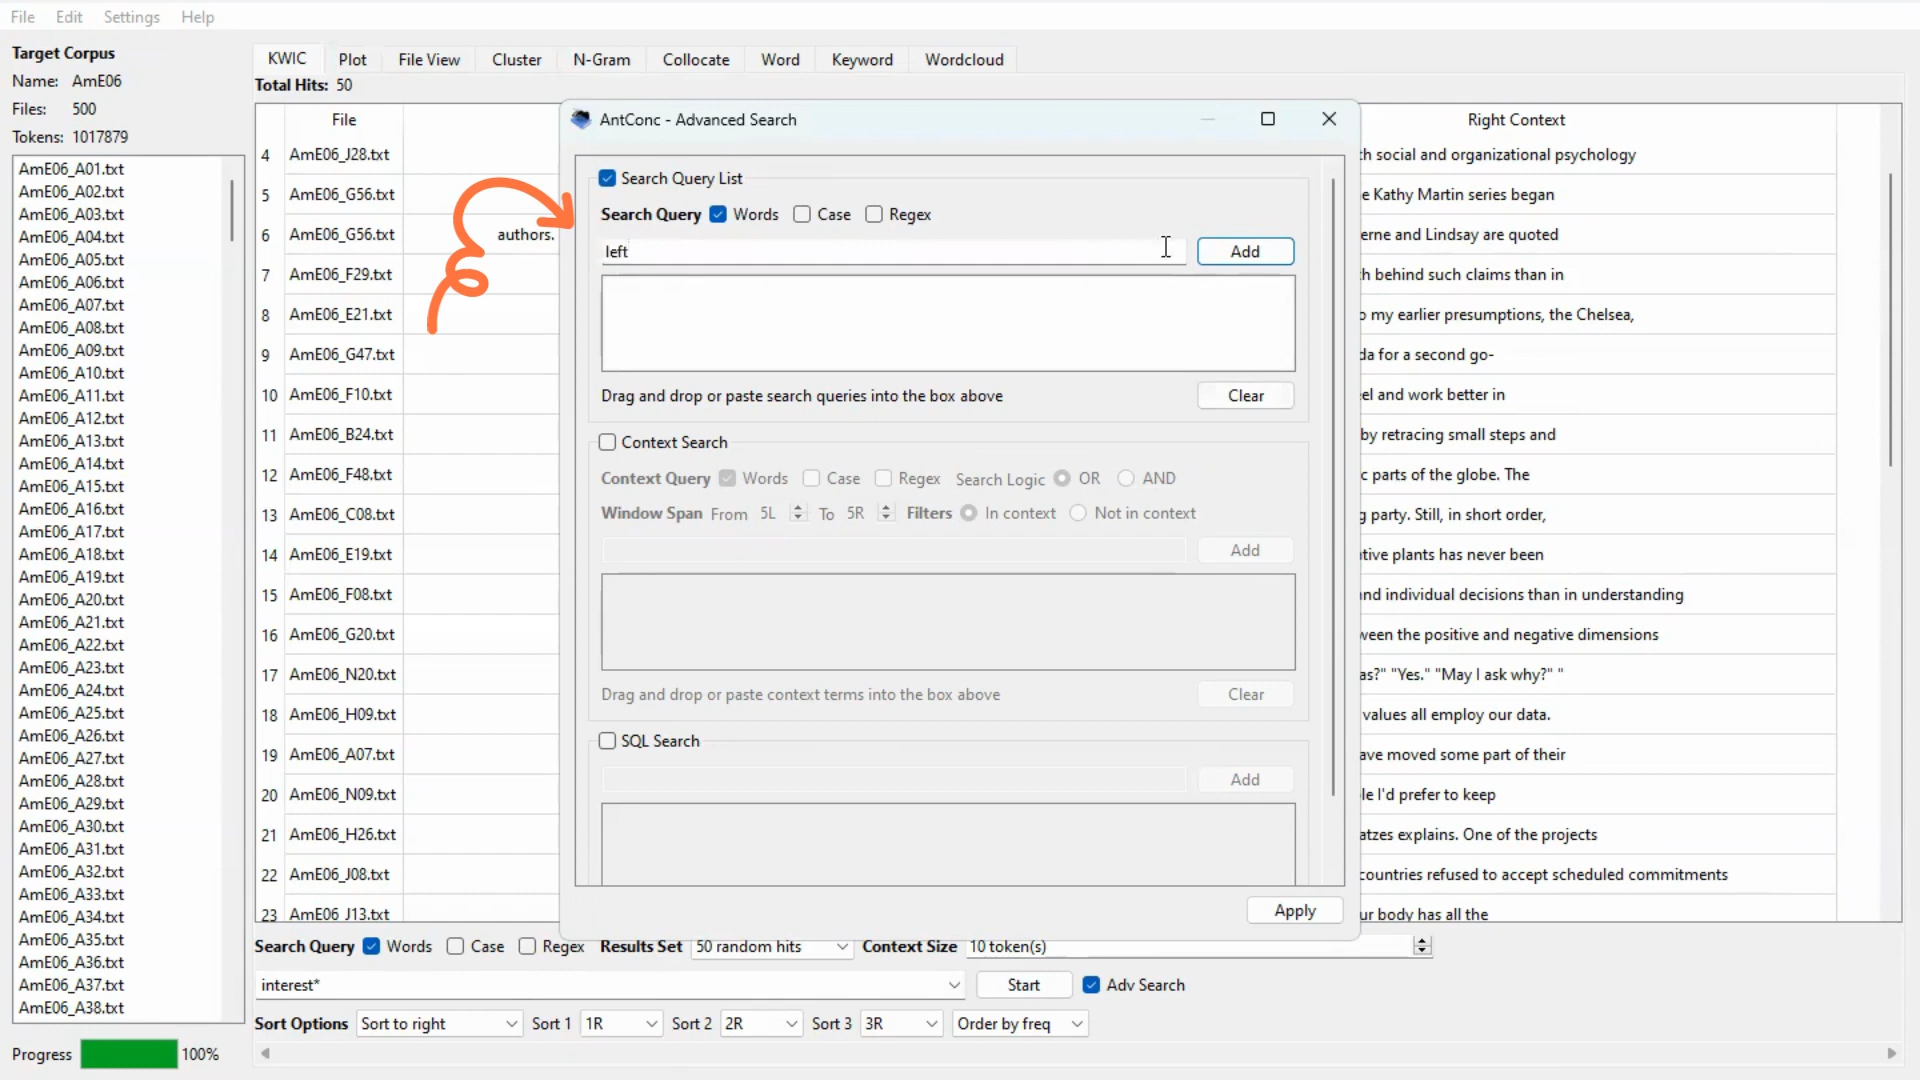 File Edit Settings Help
Target Corpus
Name: AmE06
Files: 500
Tokens: 1017879
AmE06_A01.txt
AmE06_A02.txt
AmE06_A03.txt
AmE06_A04.txt
AmE06_A05.txt
AmE06_A06.txt
AmE06_A07.txt
AmE06_A08.txt
AmE06_A09.txt
AmE06_A10.txt
AmE06_A11.txt
AmE06_A12.txt
AmE06_A13.txt
AmE06_A14.txt
AmE06_A15.txt
AmE06_A16.txt
AmE06_A17.txt
AmE06_A18.txt
AmE06_A19.txt
AmE06_A20.txt
AmE06_A21.txt
AmE06_A22.txt
AmE06_A23.txt
AmE06_A24.txt
AmE06_A25.txt
AmE06_A26.txt
AmE06_A27.txt
AmE06_A28.txt
AmE06_A29.txt
AmE06_A30.txt
AmE06_A31.txt
AmE06_A32.txt
AmE06_A33.txt
AmE06_A34.txt
AmE06_A35.txt
AmE06_A36.txt
AmE06_A37.txt
AmE06_A38.txt
Progress 100%
KWIC Plot File View Cluster N-Gram Collocate Word Keyword Wordcloud
Total Hits: 50
File Right Context
4 AmE06_J28.txt social and organizational psychology
5 AmE06_G56.txt Kathy Martin series began
6 AmE06_G56.txt authors. and Lindsay are quoted
7 AmE06_F29.txt behind such claims than in
8 AmE06_E21.txt my earlier presumptions, the Chelsea,
9 AmE06_G47.txt for a second go-
10 AmE06_F10.txt and work better in
11 AmE06_B24.txt by retracing small steps and
12 AmE06_F48.txt parts of the globe. The
13 AmE06_C08.txt party. Still, in short order,
14 AmE06_E19.txt plants has never been
15 AmE06_F08.txt individual decisions than in understanding
16 AmE06_G20.txt the positive and negative dimensions
17 AmE06_N20.txt "Yes." "May I ask why?" "
18 AmE06_H09.txt values all employ our data.
19 AmE06_A07.txt moved some part of their
20 AmE06_N09.txt I'd prefer to keep
21 AmE06_H26.txt explains. One of the projects
22 AmE06_J08.txt countries refused to accept scheduled commitments
23 AmE06_J13.txt body has all the
AntConc - Advanced Search
Search Query List
Search Query Words Case Regex
left Add
Drag and drop or paste search queries into the box above Clear
Context Search
Context Query Words Case Regex Search Logic OR AND
Window Span From 5L To 5R Filters In context Not in context
Add
Drag and drop or paste context terms into the box above Clear
SQL Search
Add
Apply
Search Query Words Case Regex Results Set 50 random hits Context Size 10 token(s)
interest* Start Adv Search
Sort Options Sort to right Sort 1 1R Sort 2 2R Sort 3 3R Order by freq